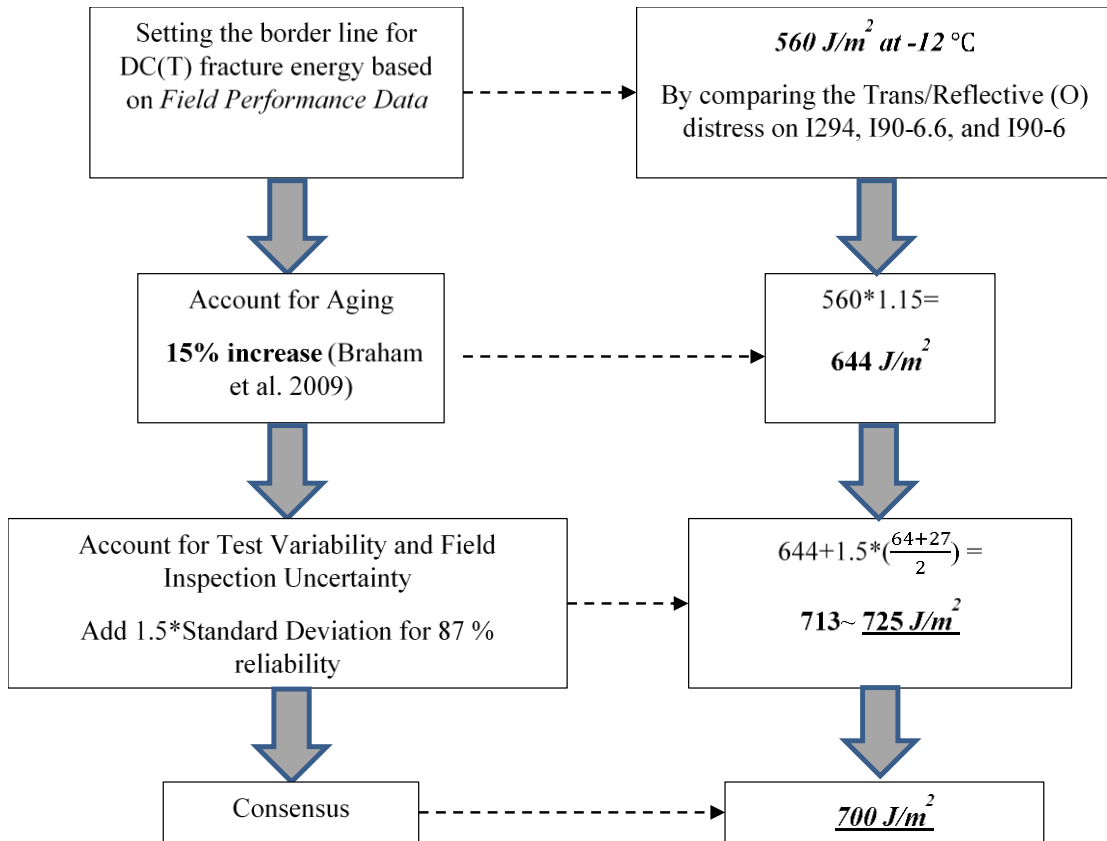 Setting the border line for
DC(T) fracture energy based
on Field Performance Data
560 J/m² at -12 °C
By comparing the Trans/Reflective (O)
distress on I294, I90-6.6, and I90-6
Account for Aging
15% increase (Braham
et al. 2009)
560*1.15=
644 J/m²
Account for Test Variability and Field
Inspection Uncertainty
Add 1.5*Standard Deviation for 87 %
reliability
644+1.5*(\frac{64+27}{2}) =
713~ 725 J/m²
Consensus
700 J/m²